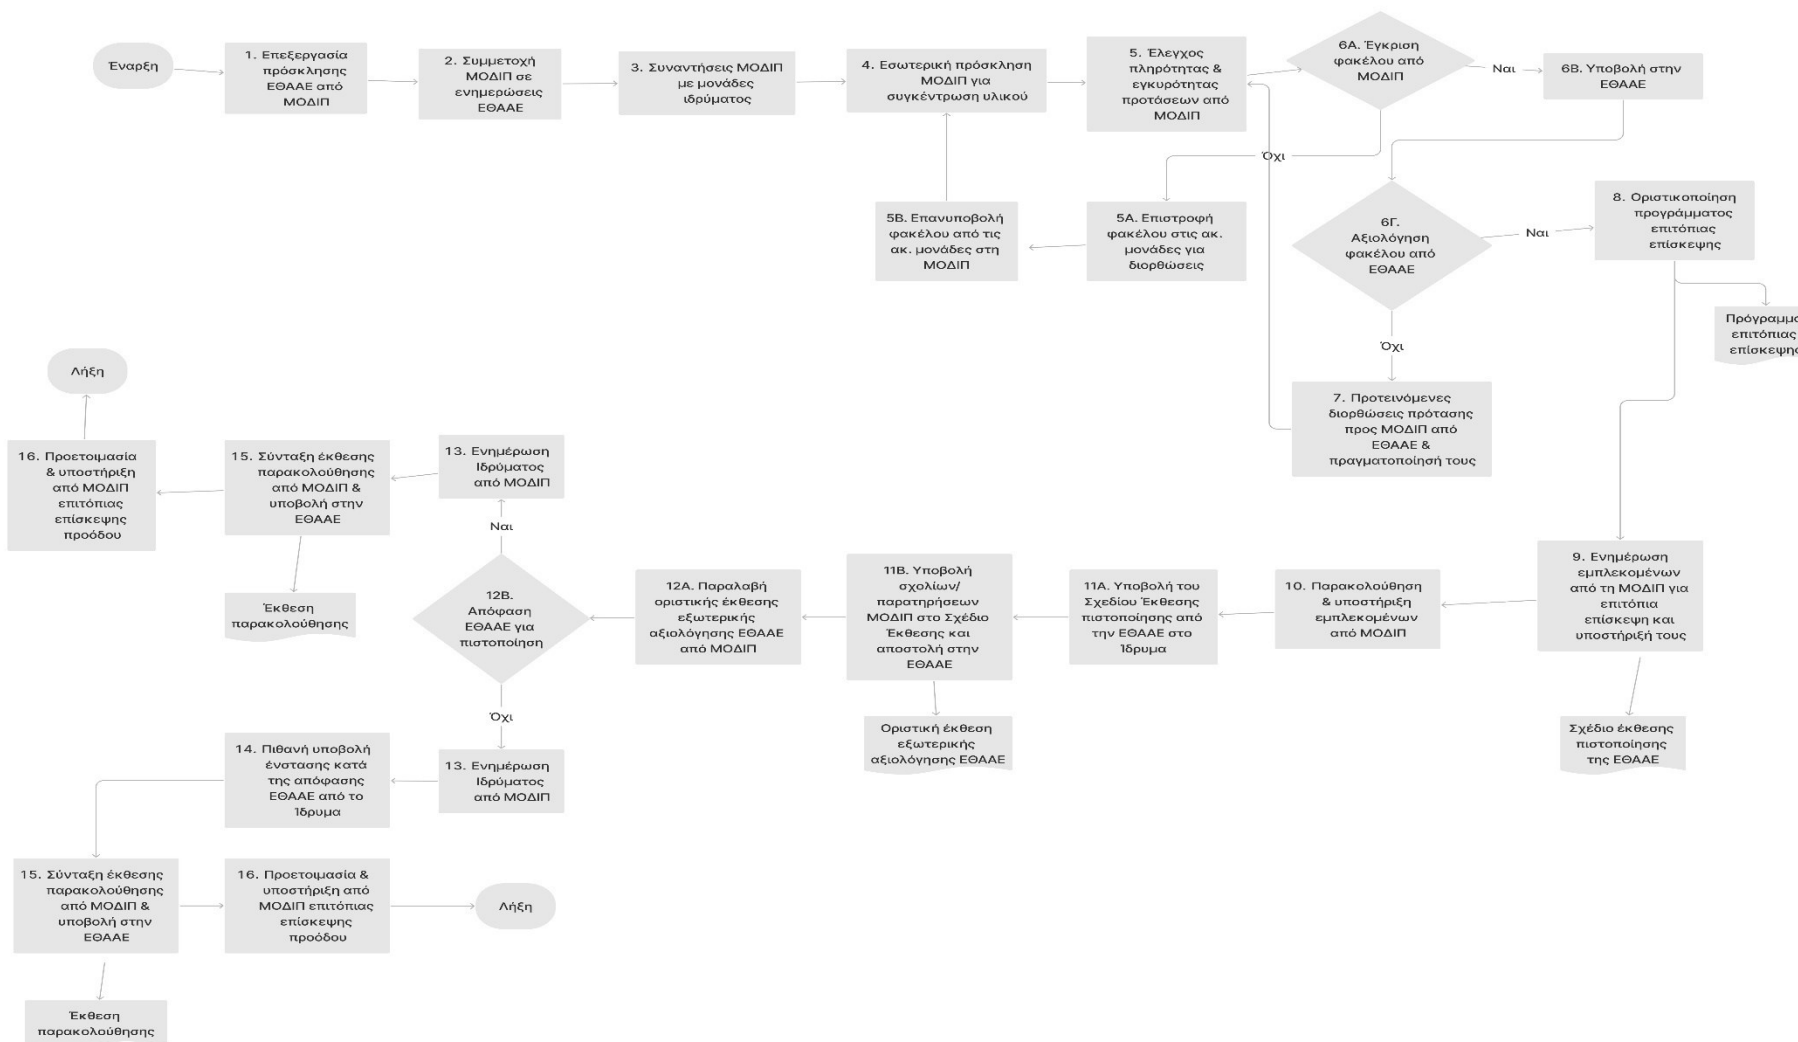 Έναρξη
1. Επεξεργασία
πρόσκλησης
ΕΘΑΑΕ από
ΜΟΔΙΠ
2. Συμμετοχή
ΜΟΔΙΠ σε
ενημερώσεις
ΕΘΑΑΕ
3. Συναντήσεις ΜΟΔΙΠ
με μονάδες
ιδρύματος
4. Εσωτερική πρόσκληση
ΜΟΔΙΠ για
συγκέντρωση υλικού
5. Έλεγχος
πληρότητας &
εγκυρότητας
προτάσεων από
ΜΟΔΙΠ
6Α. Έγκριση
φακέλου από
ΜΟΔΙΠ
Ναι
6Β. Υποβολή στην
ΕΘΑΑΕ
Όχι
5Β. Επανυποβολή
φακέλου από τις
ακ. μονάδες στη
ΜΟΔΙΠ
5Α. Επιστροφή
φακέλου στις ακ.
μονάδες για
διορθώσεις
6Γ.
Αξιολόγηση
φακέλου από
ΕΘΑΑΕ
Ναι
8. Οριστικοποίηση
προγράμματος
επιτόπιας
επίσκεψης
Πρόγραμμα
επιτόπιας
επίσκεψης
Όχι
7. Προτεινόμενες
διορθώσεις πρότασης
προς ΜΟΔΙΠ από
ΕΘΑΑΕ &
πραγματοποίησή τους
Λήξη
16. Προετοιμασία
& υποστήριξη
από ΜΟΔΙΠ
επιτόπιας
επίσκεψης
προόδου
15. Σύνταξη έκθεσης
παρακολούθησης
από ΜΟΔΙΠ &
υποβολή στην
ΕΘΑΑΕ
13. Ενημέρωση
Ιδρύματος
από ΜΟΔΙΠ
Ναι
Έκθεση
παρακολούθησης
12Β.
Απόφαση
ΕΘΑΑΕ για
πιστοποίηση
12Α. Παραλαβή
οριστικής έκθεσης
εξωτερικής
αξιολόγησης ΕΘΑΑΕ
από ΜΟΔΙΠ
11Β. Υποβολή
σχολίων/
παρατηρήσεων
ΜΟΔΙΠ στο Σχέδιο
Έκθεσης και
αποστολή στην
ΕΘΑΑΕ
11Α. Υποβολή του
Σχεδίου Έκθεσης
πιστοποίησης από
την ΕΘΑΑΕ στο
Ίδρυμα
10. Παρακολούθηση
& υποστήριξη
εμπλεκομένων
από ΜΟΔΙΠ
9. Ενημέρωση
εμπλεκομένων
από τη ΜΟΔΙΠ για
επιτόπια
επίσκεψη και
υποστήριξή τους
Όχι
Οριστική έκθεση
εξωτερικής
αξιολόγησης ΕΘΑΑΕ
Σχέδιο έκθεσης
πιστοποίησης
της ΕΘΑΑΕ
14. Πιθανή υποβολή
ένστασης κατά
της απόφασης
ΕΘΑΑΕ από το
Ίδρυμα
13. Ενημέρωση
Ιδρύματος
από ΜΟΔΙΠ
15. Σύνταξη έκθεσης
παρακολούθησης
από ΜΟΔΙΠ &
υποβολή στην
ΕΘΑΑΕ
16. Προετοιμασία &
υποστήριξη από
ΜΟΔΙΠ επιτόπιας
επίσκεψης
προόδου
Λήξη
Έκθεση
παρακολούθησης